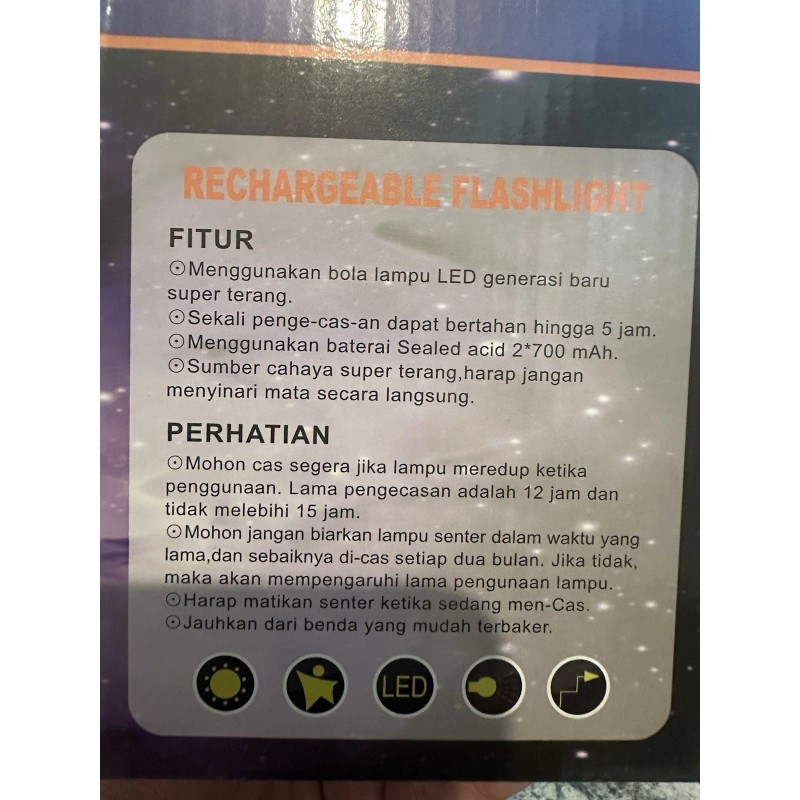 RECHARGEABLE FLASHLIGHT
FITUR
⊙Menggunakan bola lampu LED generasi baru
super terang.
⊙Sekali penge-cas-an dapat bertahan hingga 5 jam.
⊙Menggunakan baterai Sealed acid 2*700 mAh.
⊙Sumber cahaya super terang,harap jangan
menyinari mata secara langsung.
PERHATIAN
⊙Mohon cas segera jika lampu meredup ketika
penggunaan. Lama pengecasan adalah 12 jam dan
tidak melebihi 15 jam.
⊙Mohon jangan biarkan lampu senter dalam waktu yang
lama,dan sebaiknya di-cas setiap dua bulan. Jika tidak,
maka akan mempengaruhi lama pengunaan lampu.
⊙Harap matikan senter ketika sedang men-Cas.
⊙Jauhkan dari benda yang mudah terbaker.
LED